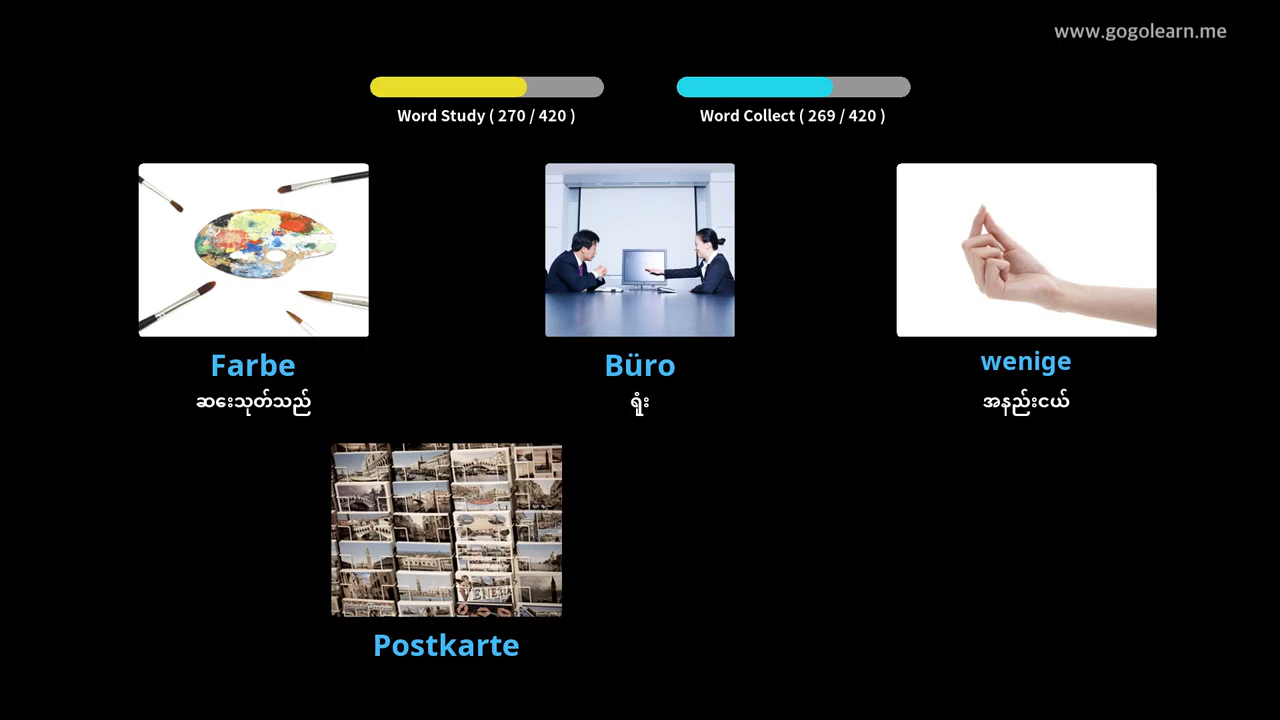 www.gogolearn.me
Word Study ( 270 / 420 )
Word Collect ( 269 / 420 )
Farbe
Büro
wenige
ဆေးသုတ်သည်
ရုံး
အနည်းငယ်
VENEZIA
Postkarte